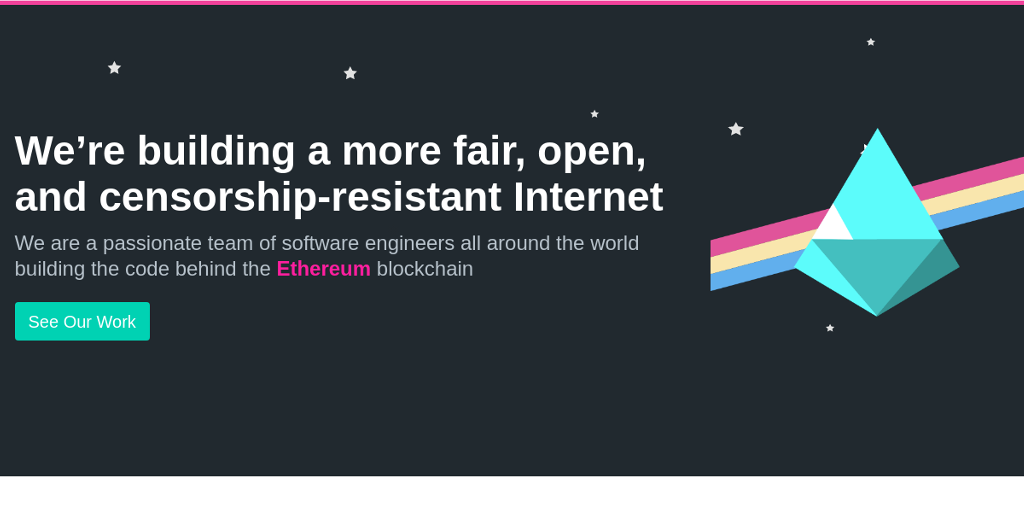 We’re building a more fair, open,
and censorship-resistant Internet
We are a passionate team of software engineers all around the world
building the code behind the Ethereum blockchain
See Our Work